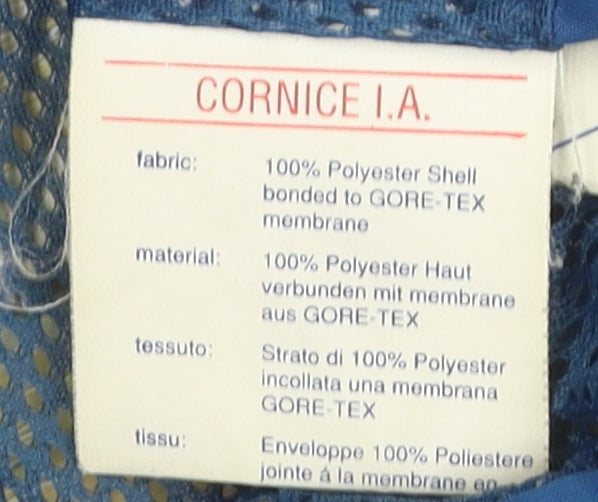 CORNICE I.A.
fabric: 100% Polyester Shell
bonded to GORE-TEX
membrane
material: 100% Polyester Haut
verbunden mit membrane
aus GORE-TEX
tessuto: Strato di 100% Polyester
incollata una membrana
GORE-TEX
tissu: Enveloppe 100% Poliestere
jointe á la membrane en